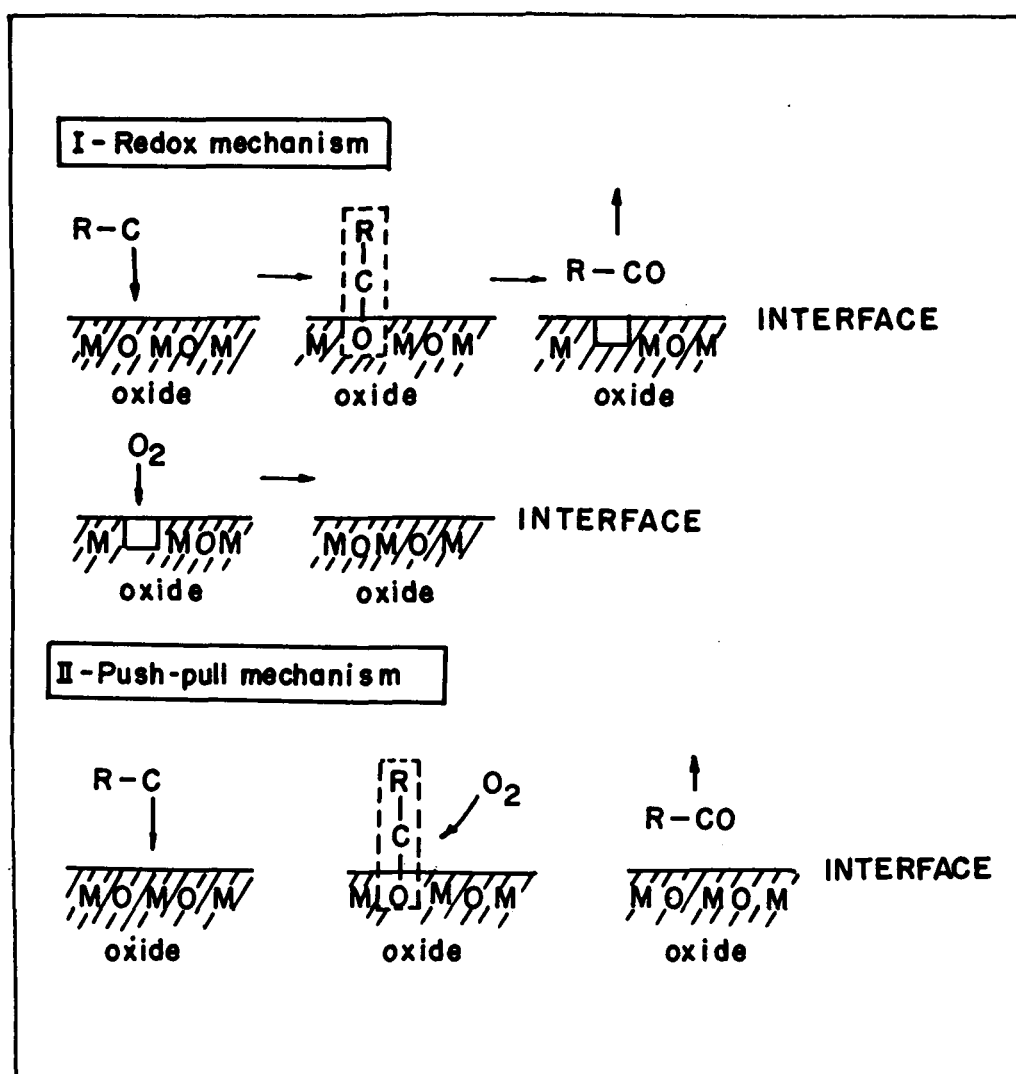 I-Redox mechanism
R-C
R
C
R-CO
M O M O M
M O M O M
M M O M
INTERFACE
oxide
oxide
oxide
O2
M M O M
M O M O M
INTERFACE
oxide
oxide
II-Push-pull mechanism
R-C
R
C
O2
R-CO
M O M O M
M O M O M
M O M O M
INTERFACE
oxide
oxide
oxide